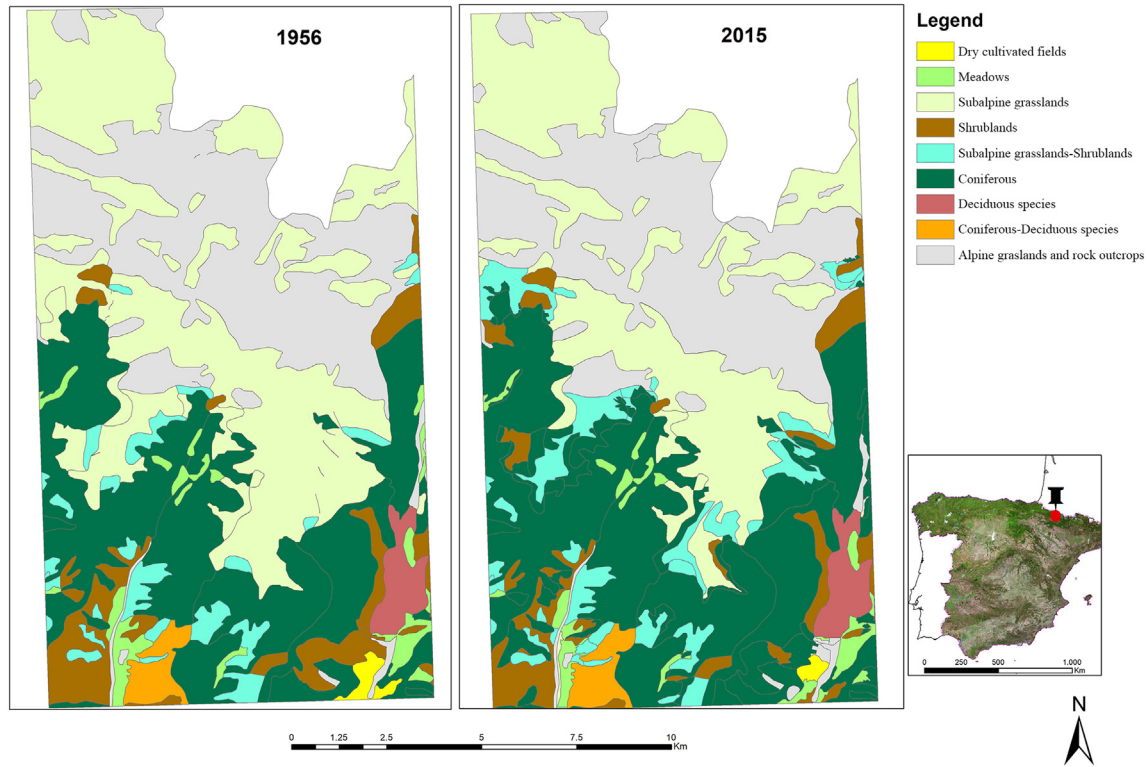 1956
2015
Legend
Dry cultivated fields
Meadows
Subalpine grasslands
Shrublands
Subalpine grasslands-Shrublands
Coniferous
Deciduous species
Coniferous-Deciduous species
Alpine graslands and rock outcrops
0 250 500 1.000
Km
N
0 1.25 2.5 5 7.5 10
Km